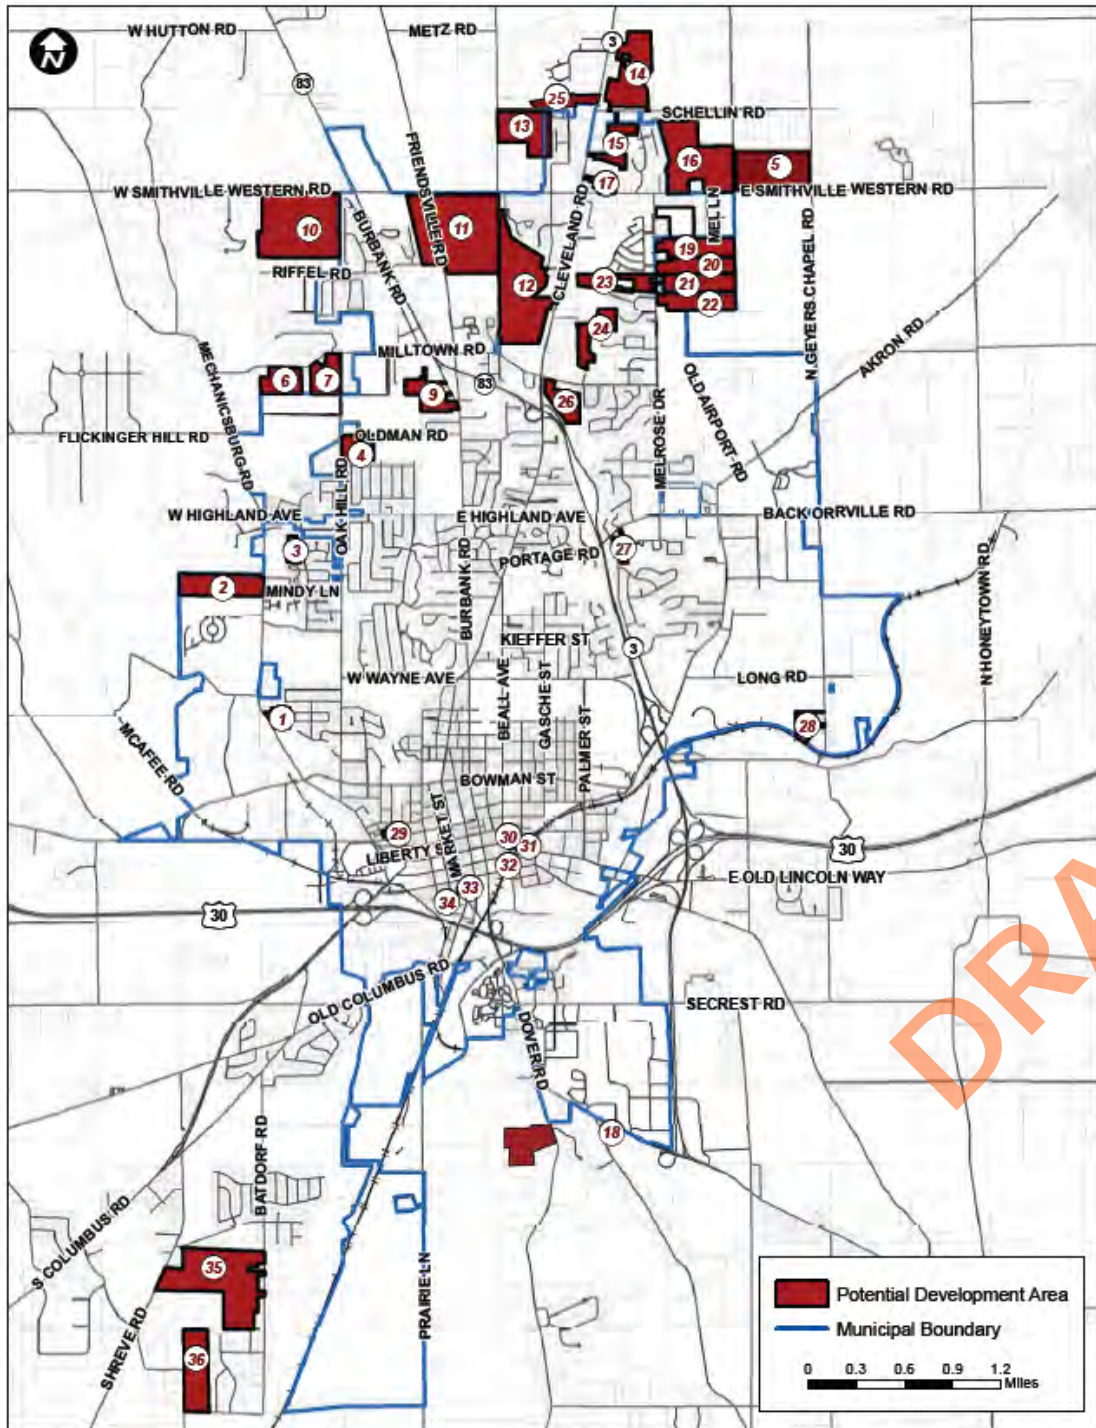 W HUTTON RD
METZ RD
N
83
3
14
25
SCHELLIN RD
13
15
16
5
FRIENDSVILLE RD
17
W SMITHVILLE WESTERN RD
E SMITHVILLE WESTERN RD
MEL LN
CLEVELAND RD
10
11
BURBANK RD
N GEYERS CHAPEL RD
19
20
RIFFEL RD
12
23
21
22
24
MILLTOWN RD
AKRON RD
MECHANICSBURG RD
6
7
9
83
26
OLD AIRPORT RD
MELROSE DR
FLICKINGER HILL RD
OLDMAN RD
4
OAK HILL RD
W HIGHLAND AVE
E HIGHLAND AVE
BACK ORRVILLE RD
3
PORTAGE RD
27
2
MINDY LN
BURBANK RD
N HONEYTOWN RD
KIEFFER ST
3
W WAYNE AVE
LONG RD
BEALL AVE
GASCHE ST
PALMER ST
1
28
MCAFEE RD
BOWMAN ST
MARKET ST
29
30
31
30
LIBERTY S
32
E OLD LINCOLN WAY
33
34
30
DRA
OLD COLUMBUS RD
SECREST RD
DOVER RD
18
BATDORF RD
S COLUMBUS RD
35
PRAIRIE LN
SHREVE RD
36
Potential Development Area
Municipal Boundary
0 0.3 0.6 0.9 1.2
Miles